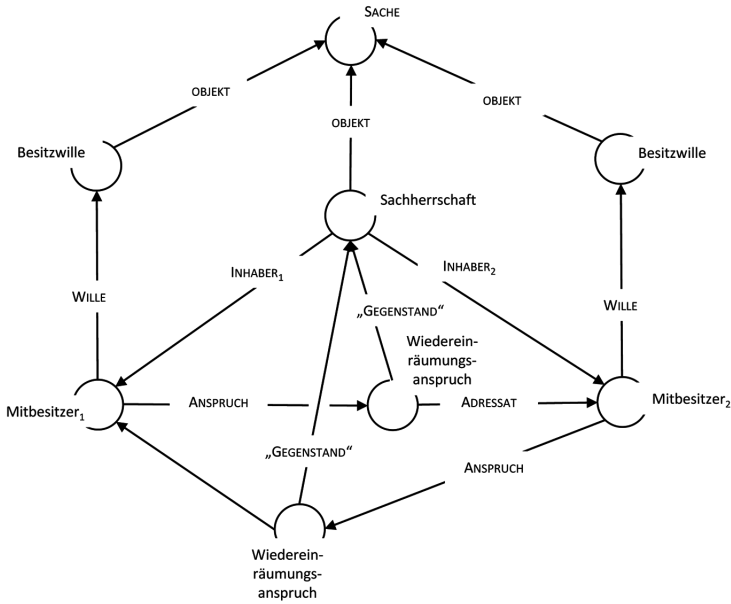 SACHE
OBJEKT
OBJEKT
OBJEKT
Besitzwille
Besitzwille
Sachherrschaft
INHABER1
INHABER2
WILLE
„GEGENSTAND“
WILLE
Wiederein-
räumungs-
anspruch
Mitbesitzer1
ANSPRUCH
ADRESSAT
Mitbesitzer2
„GEGENSTAND“
ANSPRUCH
Wiederein-
räumungs-
anspruch